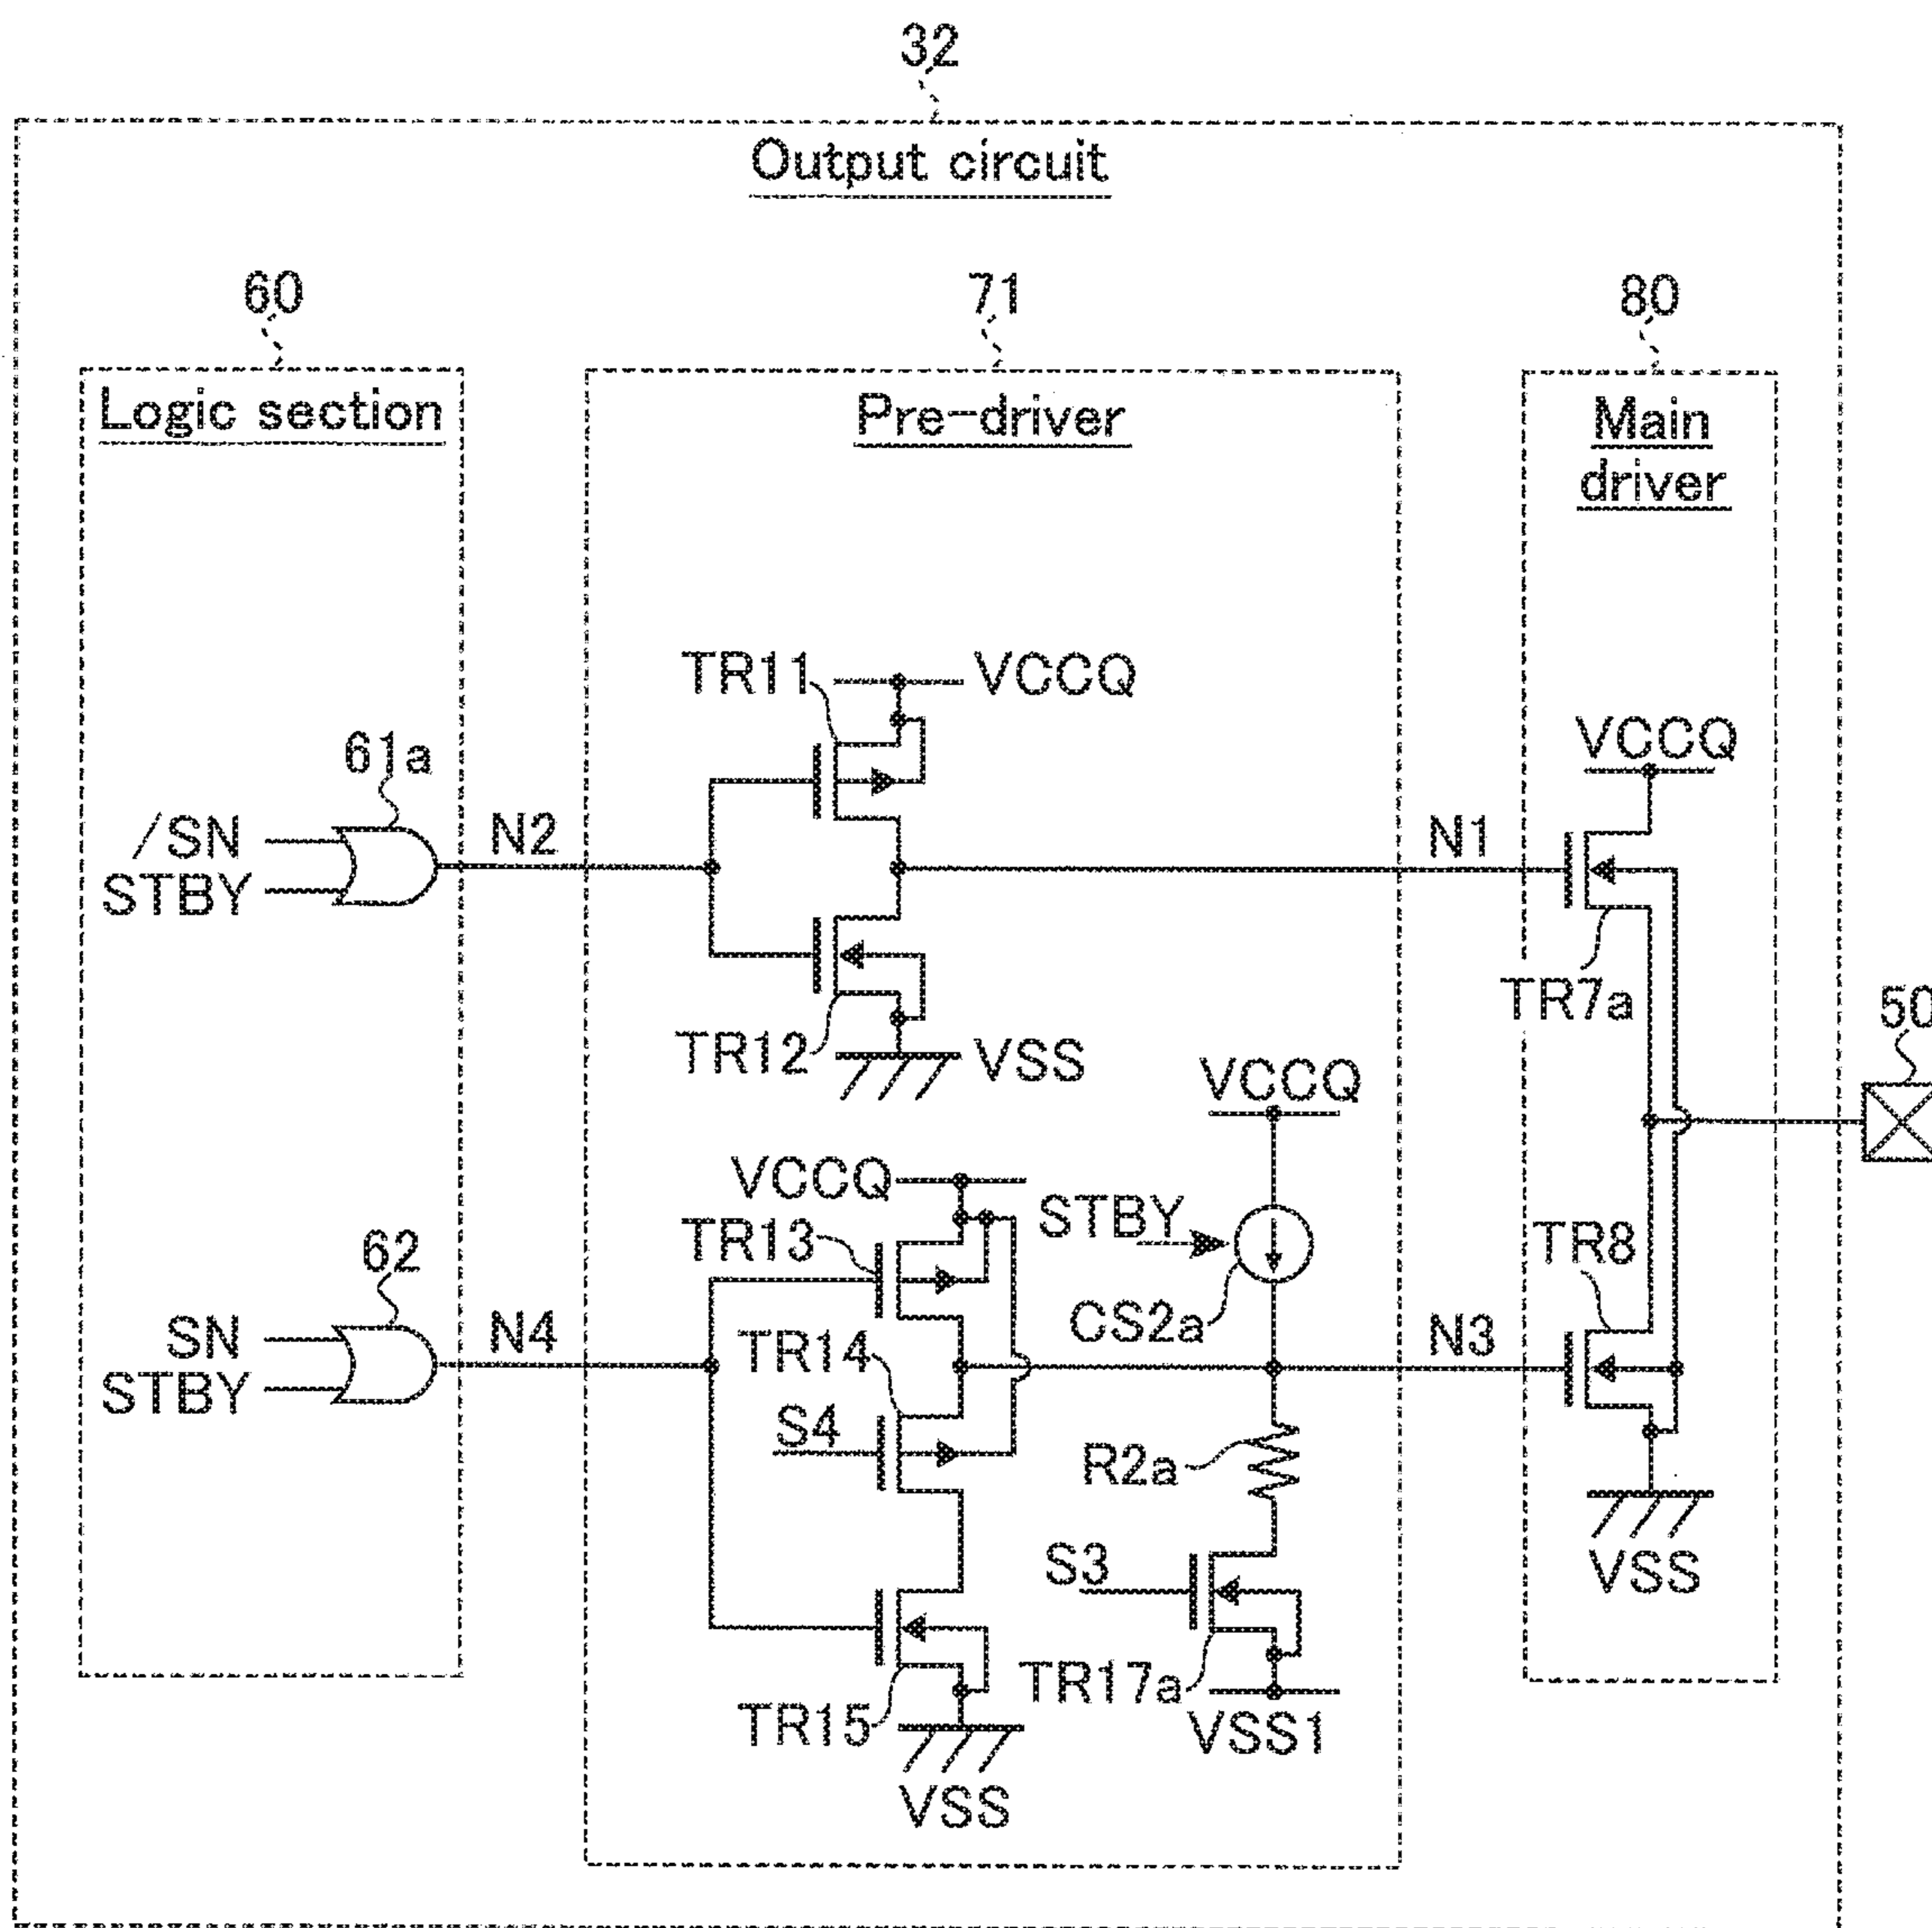 32
Output circuit
60
71
80
Logic section
Pre-driver
Main
driver
TR11
VCCQ
VCCQ
61a
/SN
STBY
N2
N1
TR7a
TR12
VSS
50
VCCQ
VCCQ
STBY
TR13
TR8
62
CS2a
SN
STBY
N4
TR14
N3
S4
R2a
S3
VSS
TR15
TR17a
VSS1
VSS